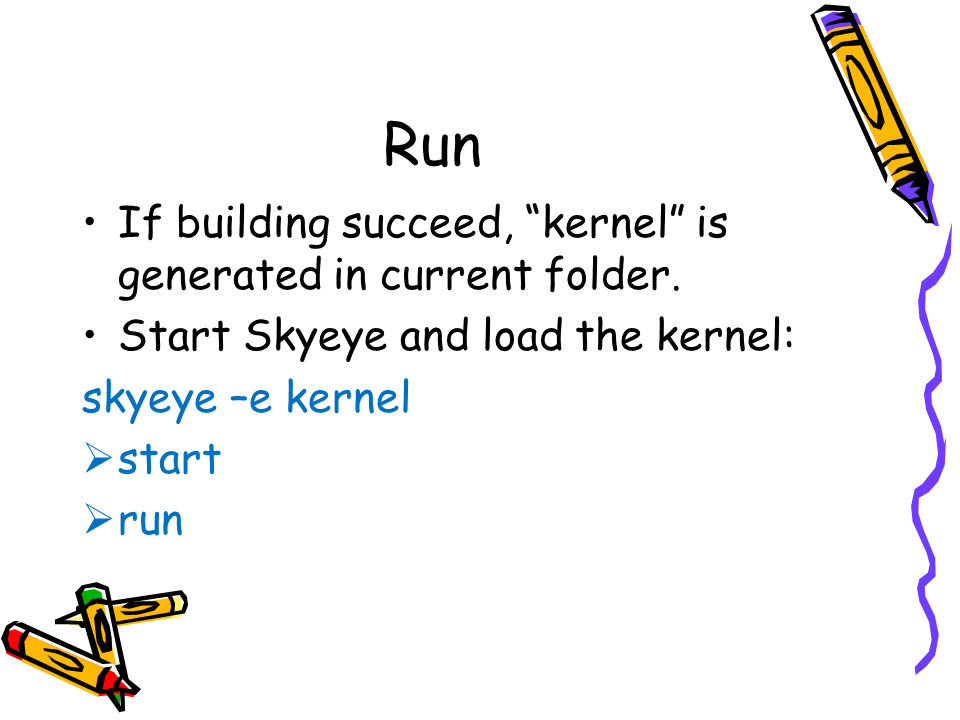 Run
• If building succeed, “kernel” is
generated in current folder.
• Start Skyeye and load the kernel:
skyeye –e kernel
➢start
➢run